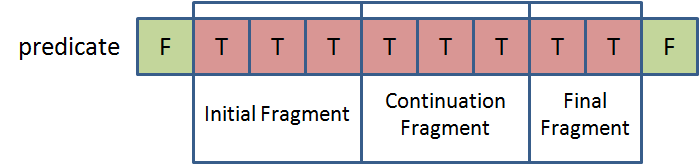 predicate F T T T T T T T T F
Initial Fragment
Continuation
Fragment
Final
Fragment